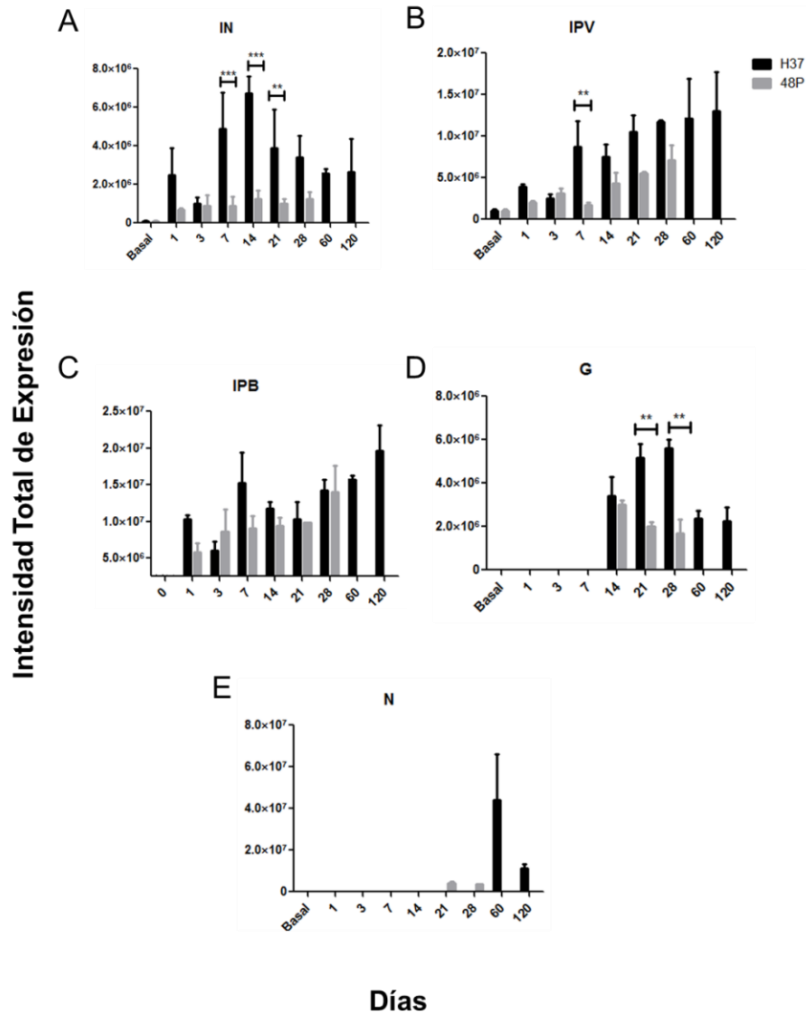 A
IN
8.0×10⁶
6.0×10⁶
4.0×10⁶
2.0×10⁶
0
*** *** **
Basal 1 3 7 14 21 28 60 120
B
IPV
2.0×10⁷
1.5×10⁷
1.0×10⁷
5.0×10⁶
0
**
Basal 1 3 7 14 21 28 60 120
H37
48P
Intensidad Total de Expresión
C
IPB
2.5×10⁷
2.0×10⁷
1.5×10⁷
1.0×10⁷
5.0×10⁶
0 1 3 7 14 21 28 60 120
D
G
8.0×10⁶
6.0×10⁶
4.0×10⁶
2.0×10⁶
0
** **
Basal 1 3 7 14 21 28 60 120
E
N
8.0×10⁷
6.0×10⁷
4.0×10⁷
2.0×10⁷
0
Basal 1 3 7 14 21 28 60 120
Días